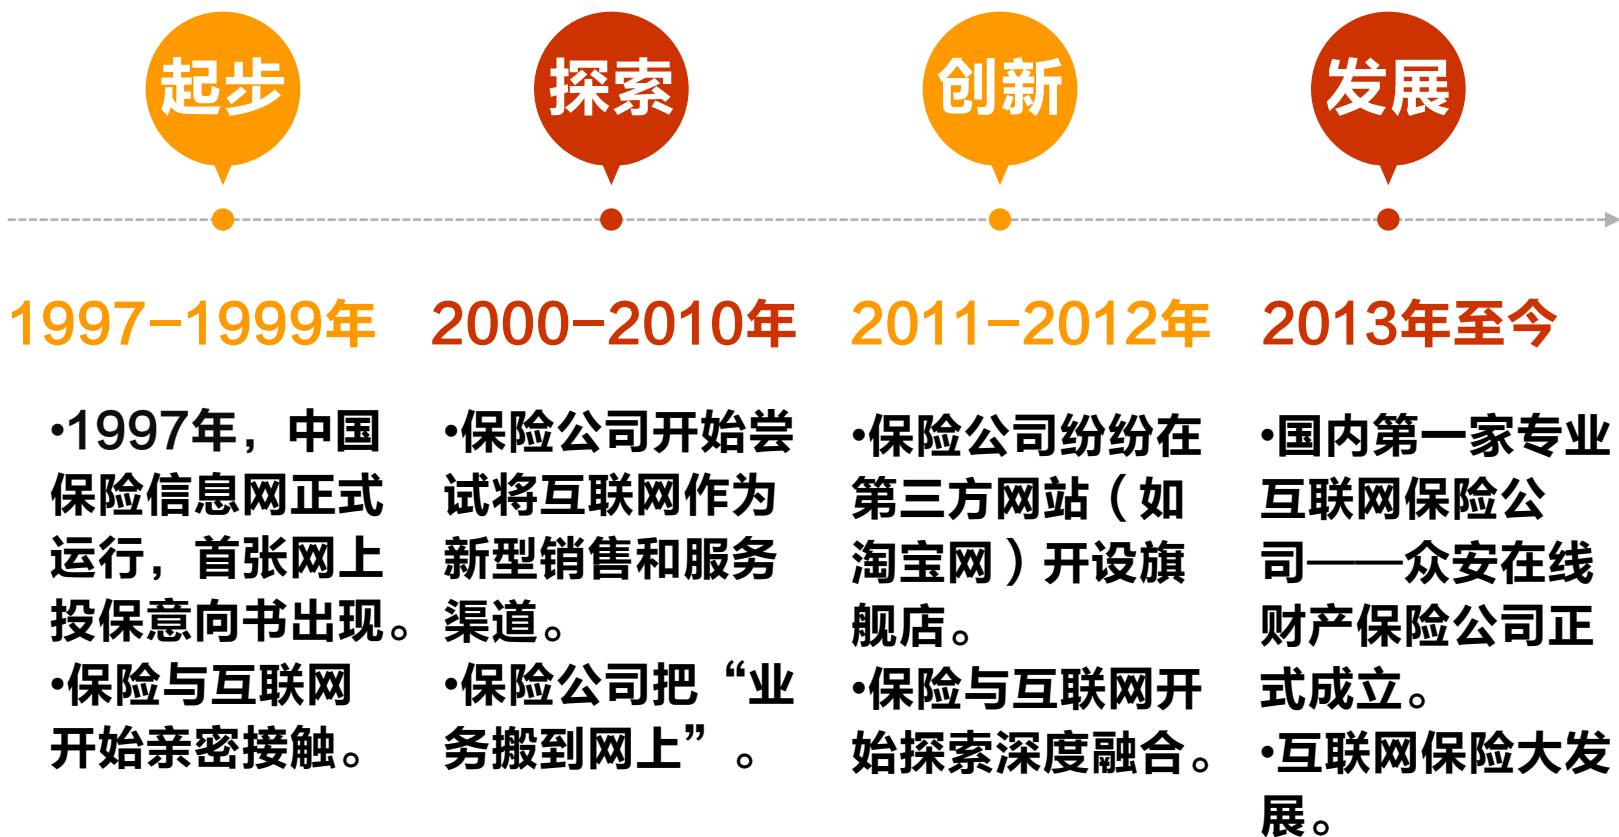 起步
探索
创新
发展
1997-1999年
2000-2010年
2011-2012年
2013年至今
•1997年，中国
保险信息网正式
运行，首张网上
投保意向书出现。
•保险与互联网
开始亲密接触。
•保险公司开始尝
试将互联网作为
新型销售和服务
渠道。
•保险公司把“业
务搬到网上”。
•保险公司纷纷在
第三方网站（如
淘宝网）开设旗
舰店。
•保险与互联网开
始探索深度融合。
•国内第一家专业
互联网保险公
司——众安在线
财产保险公司正
式成立。
•互联网保险大发
展。